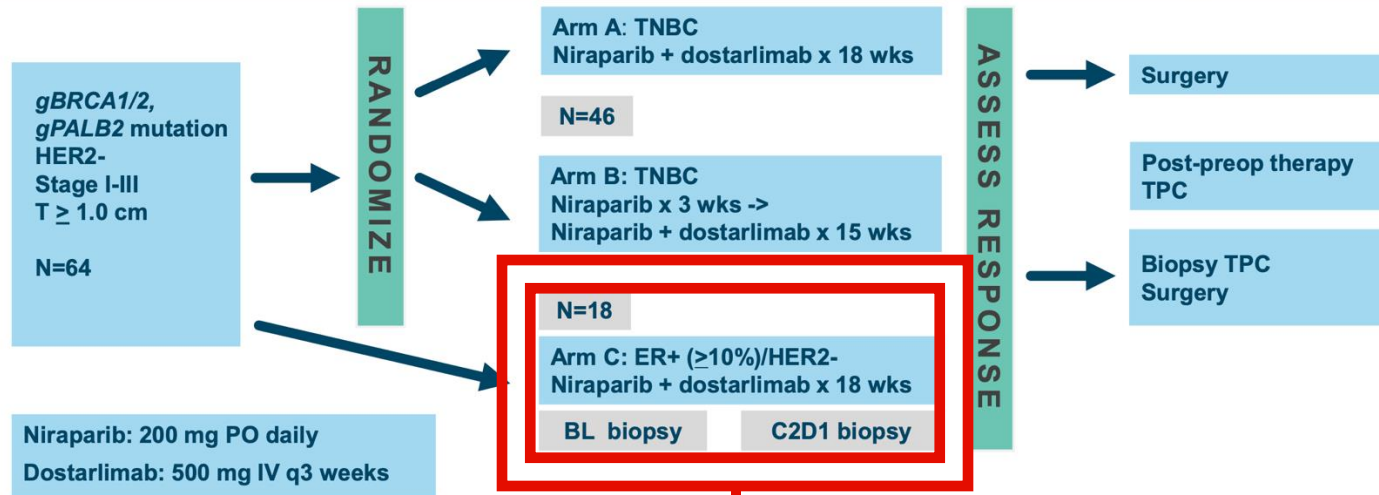 gBRCA1/2,
gPALB2 mutation
HER2-
Stage I-III
T ≥ 1.0 cm
N=64
RANDOMIZE
Arm A: TNBC
Niraparib + dostarlimab x 18 wks
N=46
Arm B: TNBC
Niraparib x 3 wks ->
Niraparib + dostarlimab x 15 wks
N=18
Arm C: ER+ (≥10%)/HER2-
Niraparib + dostarlimab x 18 wks
BL biopsy
C2D1 biopsy
ASSESS RESPONSE
Surgery
Post-preop therapy
TPC
Biopsy TPC
Surgery
Niraparib: 200 mg PO daily
Dostarlimab: 500 mg IV q3 weeks